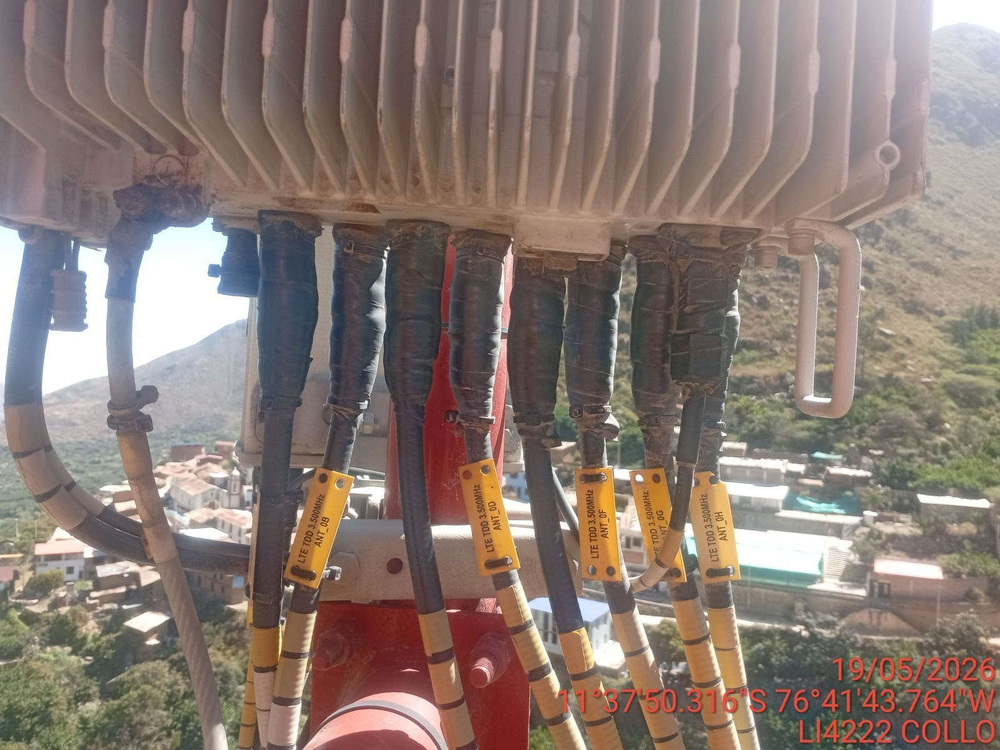 LTE TDD 3.500MHz
ANT_0B
LTE TDD 3.500MHz
ANT_0D
LTE TDD 3.500MHz
ANT_0F
LTE TDD 3.500MHz
ANT_0G
LTE TDD 3.500MHz
ANT_0H
19/05/2026
11°37'50.316"S 76°41'43.764"W
LI4222 COLLO